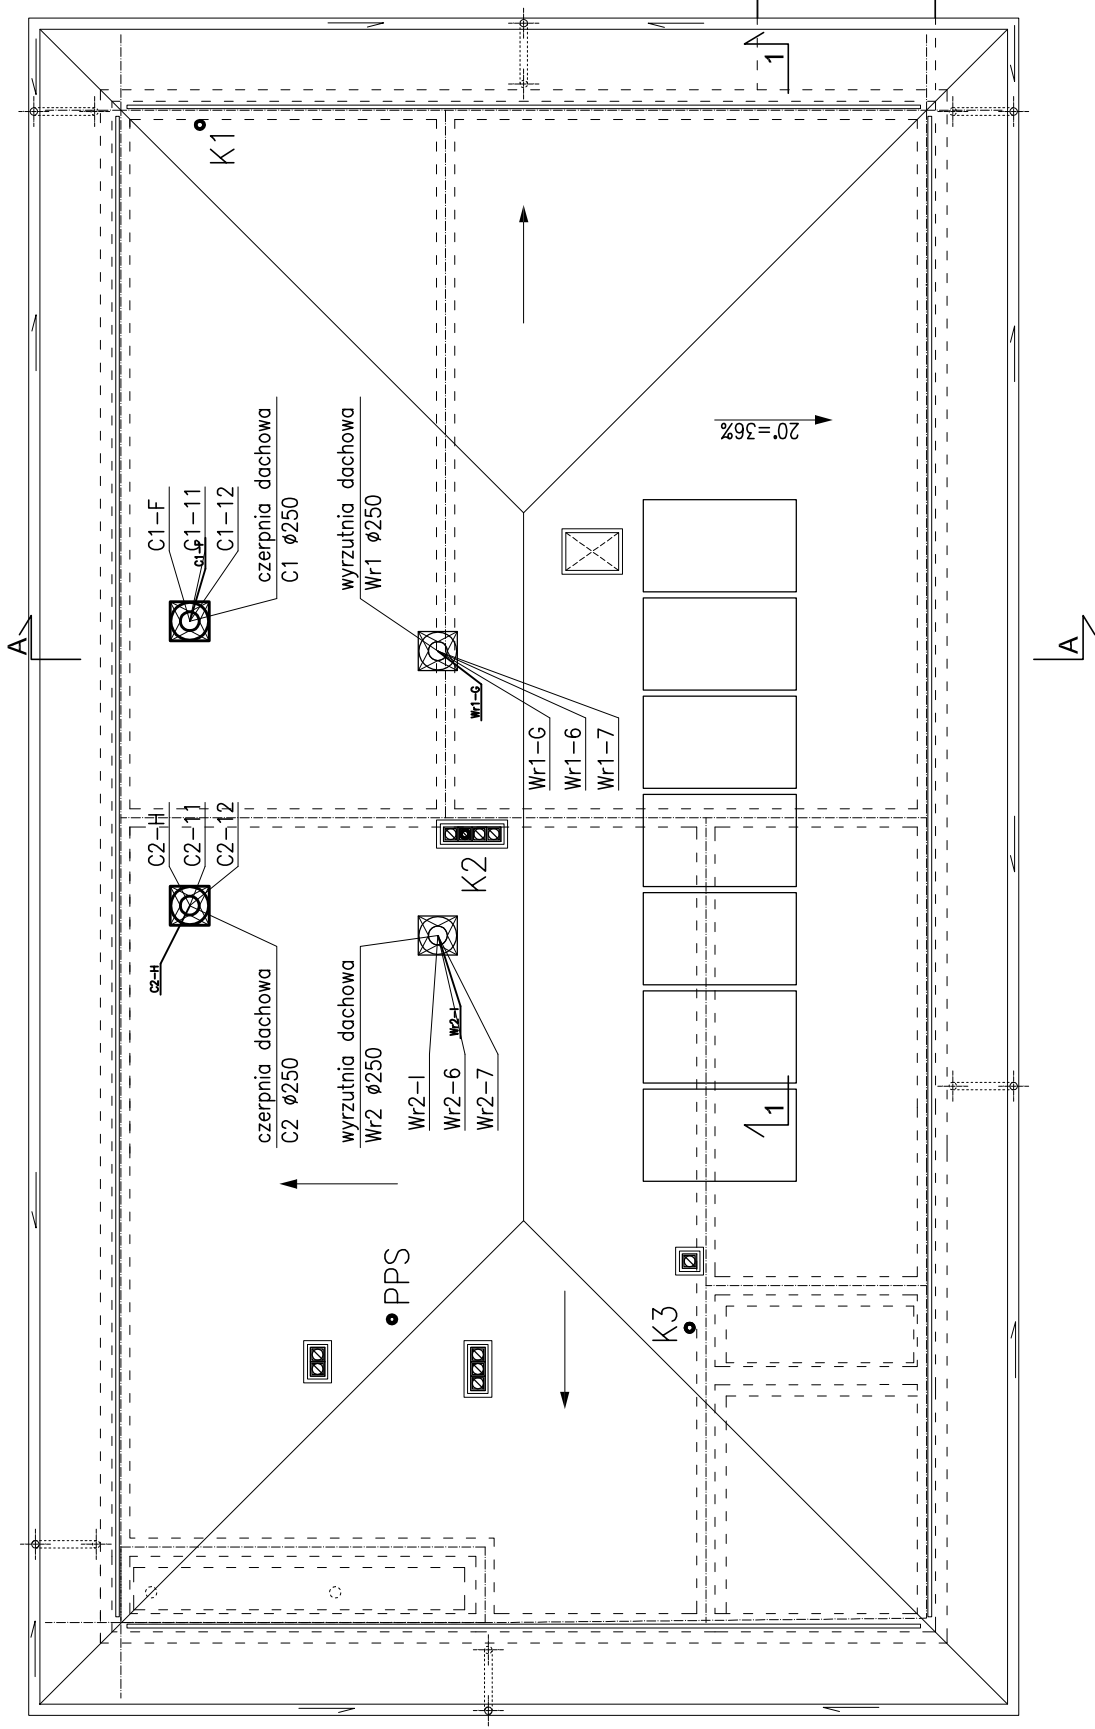 1
K1
20°=36%
C1-F
C1-11
C1-12
C1-F
czerpnia dachowa
C1 ø250
wyrzutnia dachowa
Wr1 ø250
A
A
Wr1-G
Wr1-G
Wr1-6
Wr1-7
C2-H
C2-11
C2-12
C2-H
K2
czerpnia dachowa
C2 ø250
wyrzutnia dachowa
Wr2 ø250
Wr2-I
Wr2-I
Wr2-6
Wr2-7
1
PPS
K3